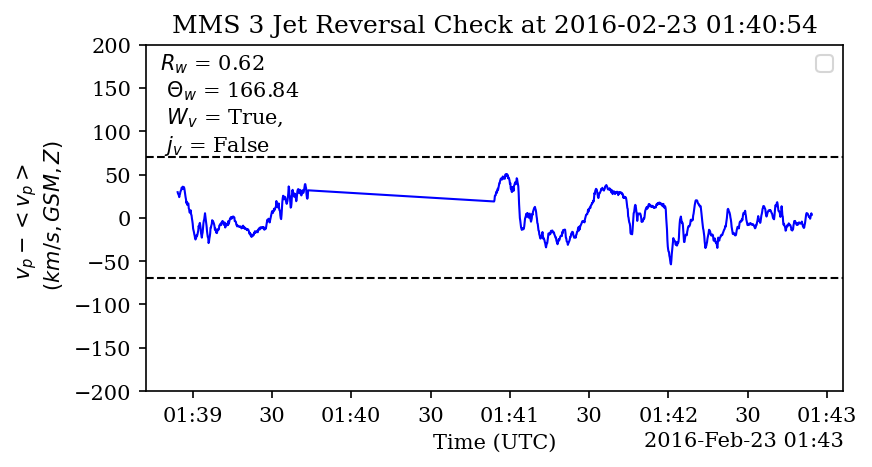 MMS 3 Jet Reversal Check at 2016-02-23 01:40:54
R_w = 0.62
Θ_w = 166.84
W_v = True,
j_v = False
v_p − < v_p >
(km/s, GSM, Z)
200
150
100
50
0
−50
−100
−150
−200
01:39 30 01:40 30 01:41 30 01:42 30 01:43
Time (UTC)
2016-Feb-23 01:43